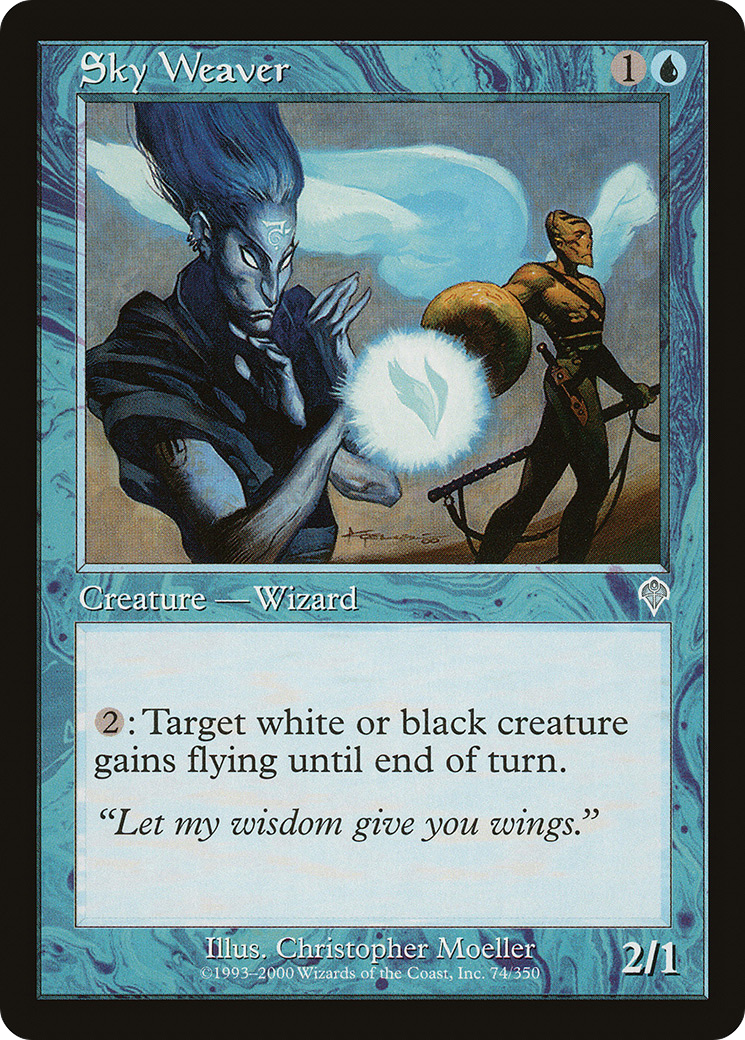 Sky Weaver 1
Creature — Wizard
2: Target white or black creature
gains flying until end of turn.
“Let my wisdom give you wings.”
Illus. Christopher Moeller
©1993–2000 Wizards of the Coast, Inc. 74/350
2/1